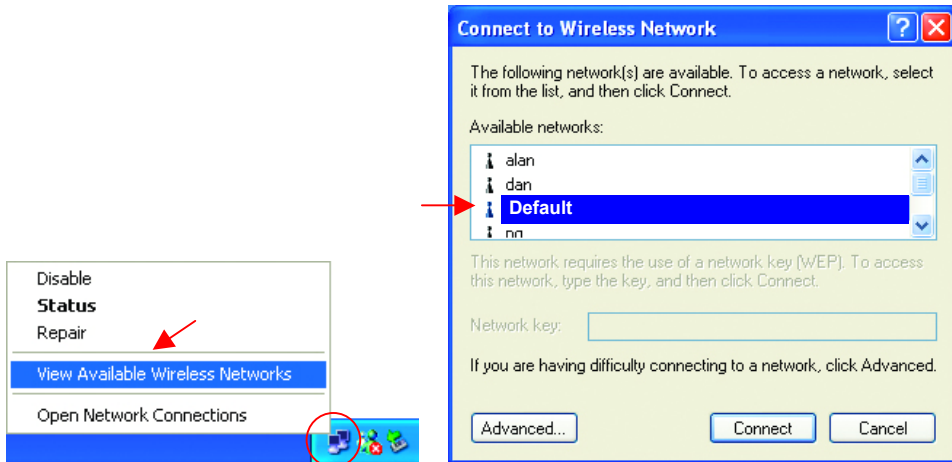 Disable
Status
Repair
View Available Wireless Networks
Open Network Connections
Connect to Wireless Network
The following network(s) are available. To access a network, select
it from the list, and then click Connect.
Available networks:
alan
dan
Default
This network requires the use of a network key (WEP). To access
this network, type the key, and then click Connect.
Network key:
If you are having difficulty connecting to a network, click Advanced.
Advanced...
Connect
Cancel